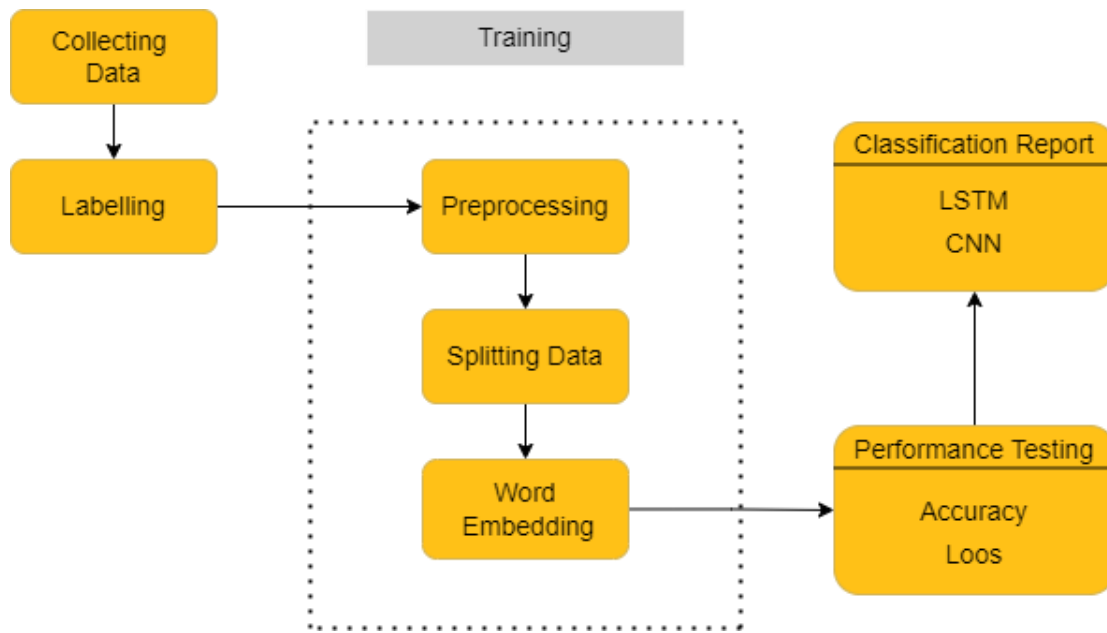 Collecting
Data
Labelling
Training
Preprocessing
Splitting Data
Word
Embedding
Performance Testing
Accuracy
Loos
Classification Report
LSTM
CNN